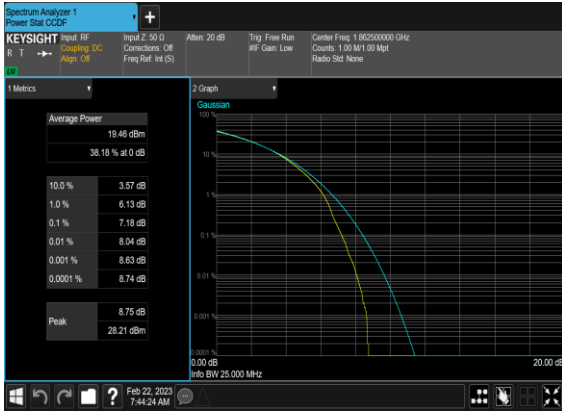 Spectrum Analyzer 1
Power Stat CCDF
+
KEYSIGHT
R T
LXI
Input: RF
Coupling: DC
Align: Off
Input Z: 50 Ω
Corrections: Off
Freq Ref: Int (S)
Atten: 20 dB
Trig: Free Run
#IF Gain: Low
Center Freq: 1.862500000 GHz
Counts: 1.00 M/1.00 Mpt
Radio Std: None
1 Metrics
Average Power
19.46 dBm
38.18 % at 0 dB
10.0 % 3.57 dB
1.0 % 6.13 dB
0.1 % 7.18 dB
0.01 % 8.04 dB
0.001 % 8.63 dB
0.0001 % 8.74 dB
Peak
8.75 dB
28.21 dBm
2 Graph
Gaussian
100 %
10 %
1 %
0.1 %
0.01 %
0.001 %
0.0001 %
0.00 dB 20.00 dB
Info BW 25.000 MHz
?
Feb 22, 2023
7:44:24 AM